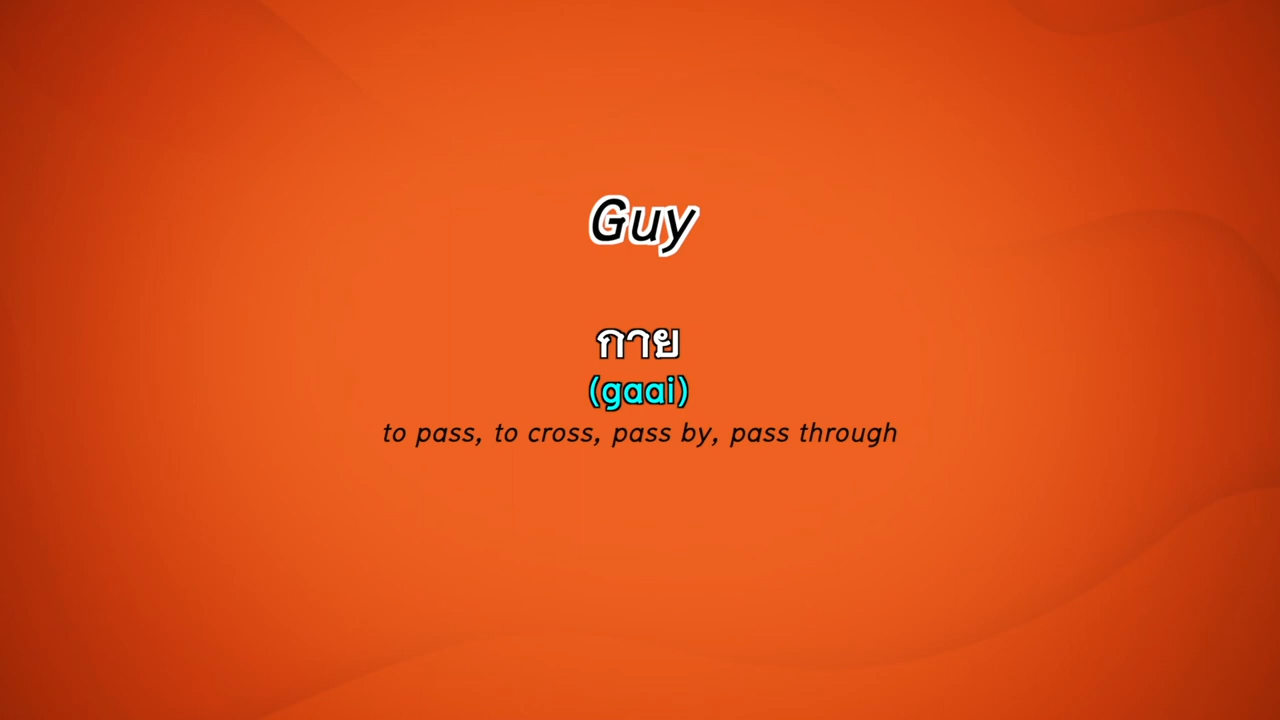 Guy
กาย
(gaai)
to pass, to cross, pass by, pass through